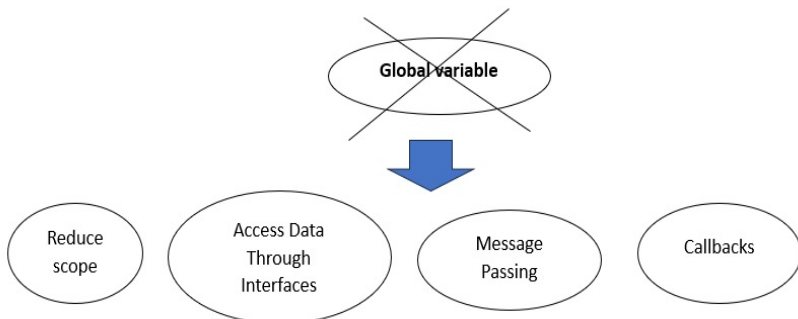 Global variable
Reduce
scope
Access Data
Through
Interfaces
Message
Passing
Callbacks